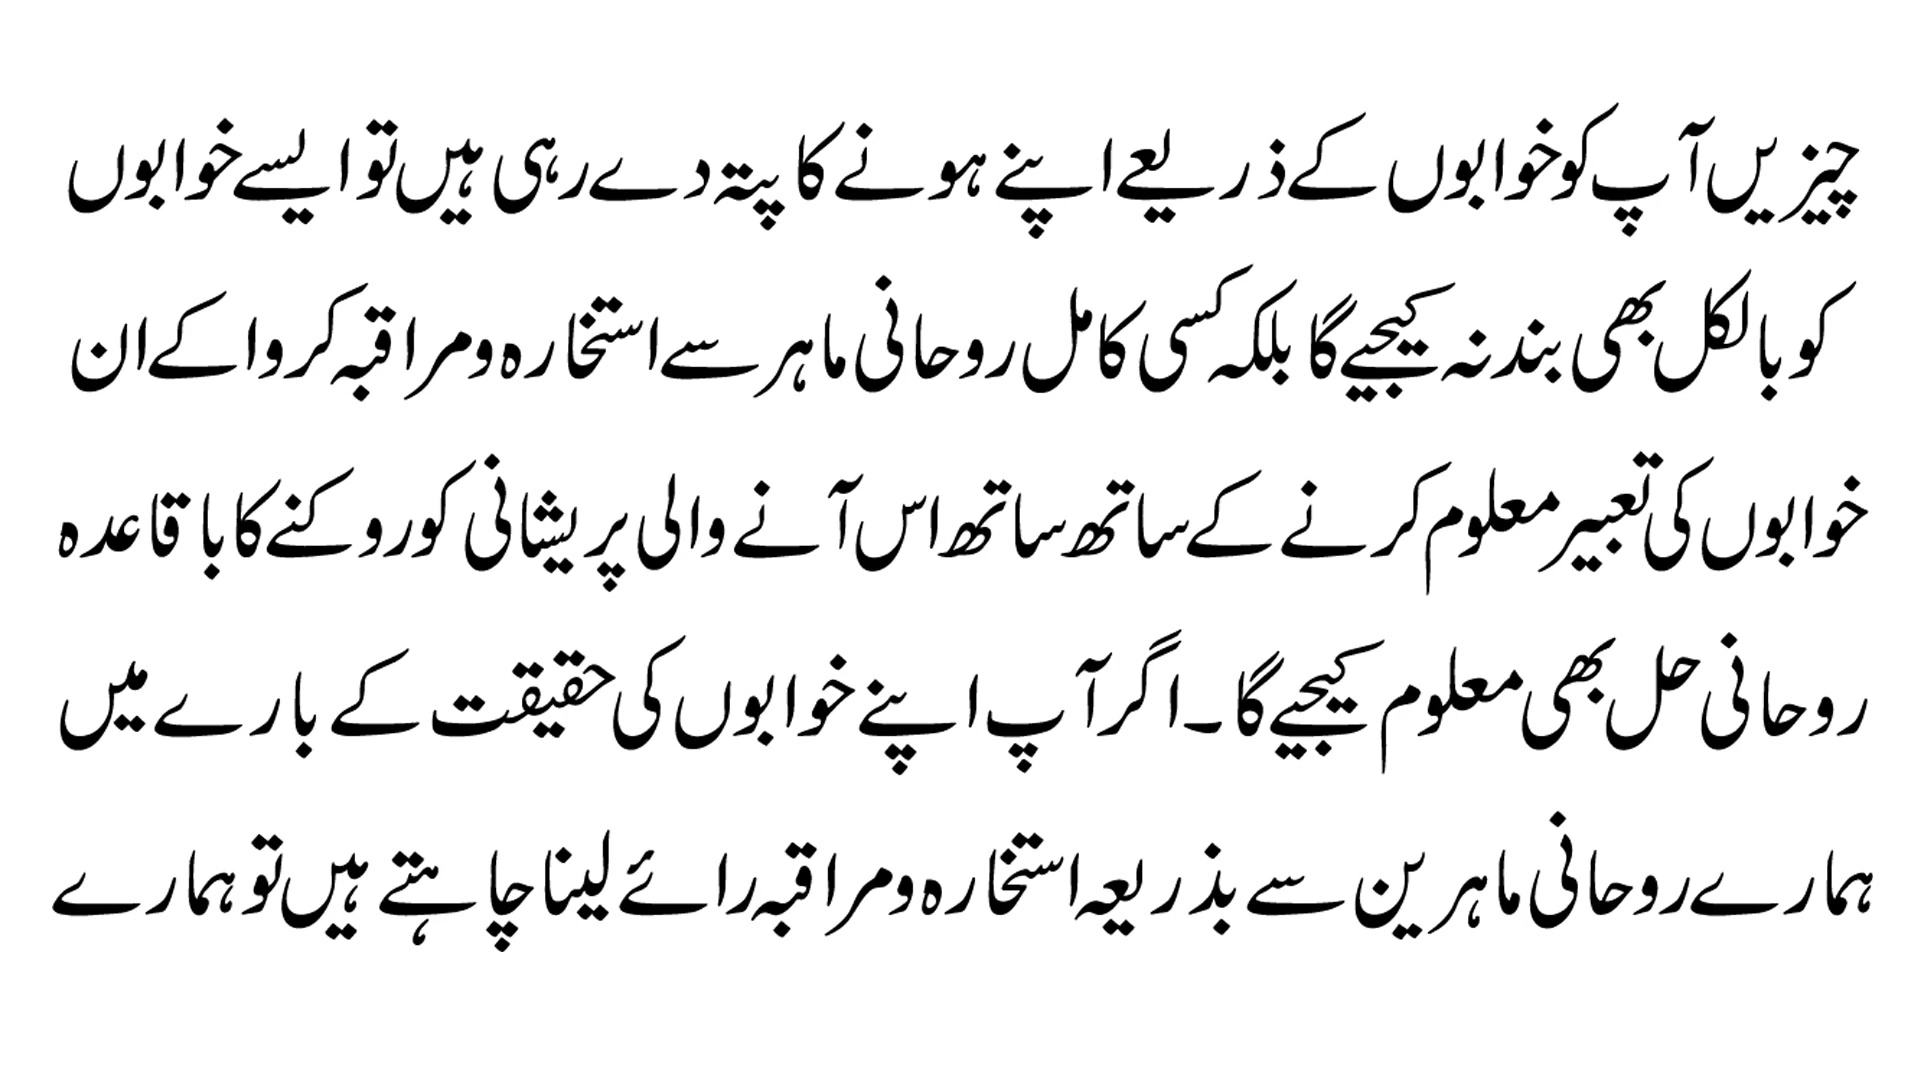 چیزیں آپ کو خوابوں کے ذریعے اپنے ہونے کا پتہ دے رہی ہیں تو ایسے خوابوں
کو بالکل بھی بند نہ کیجیے گا بلکہ کسی کامل روحانی ماہر سے استخارہ و مراقبہ کروا کے ان
خوابوں کی تعبیر معلوم کرنے کے ساتھ ساتھ اس آنے والی پریشانی کو روکنے کا باقاعدہ
روحانی حل بھی معلوم کیجیے گا۔ اگر آپ اپنے خوابوں کی حقیقت کے بارے میں
ہمارے روحانی ماہرین سے بذریعہ استخارہ و مراقبہ رائے لینا چاہتے ہیں تو ہمارے